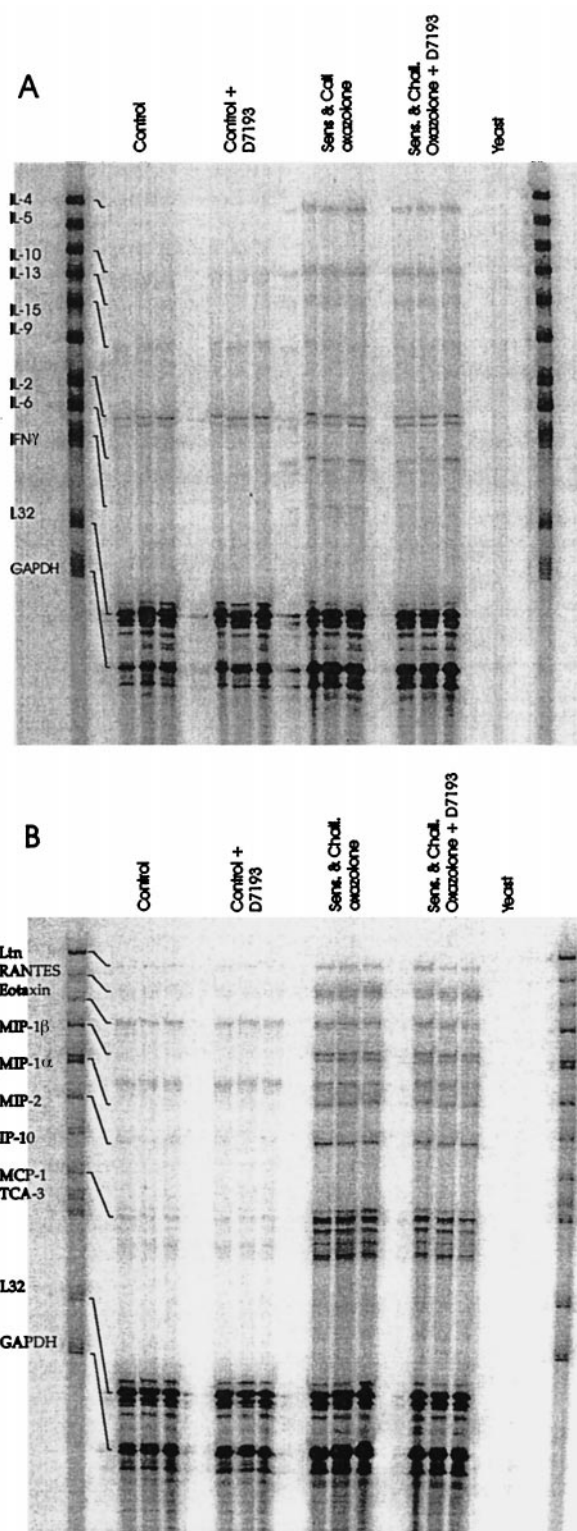 A
Control
Control +
D7193
Sens & Call
oxazolone
Sens. & Chall.
Oxazolone + D7193
Yeast
IL-4
IL-5
IL-10
IL-13
IL-15
IL-9
IL-2
IL-6
IFNγ
L32
GAPDH
B
Control
Control +
D7193
Sens. & Chall.
oxazolone
Sens. & Chall.
Oxazolone + D7193
Yeast
Ltn
RANTES
Eotaxin
MIP-1β
MIP-1α
MIP-2
IP-10
MCP-1
TCA-3
L32
GAPDH